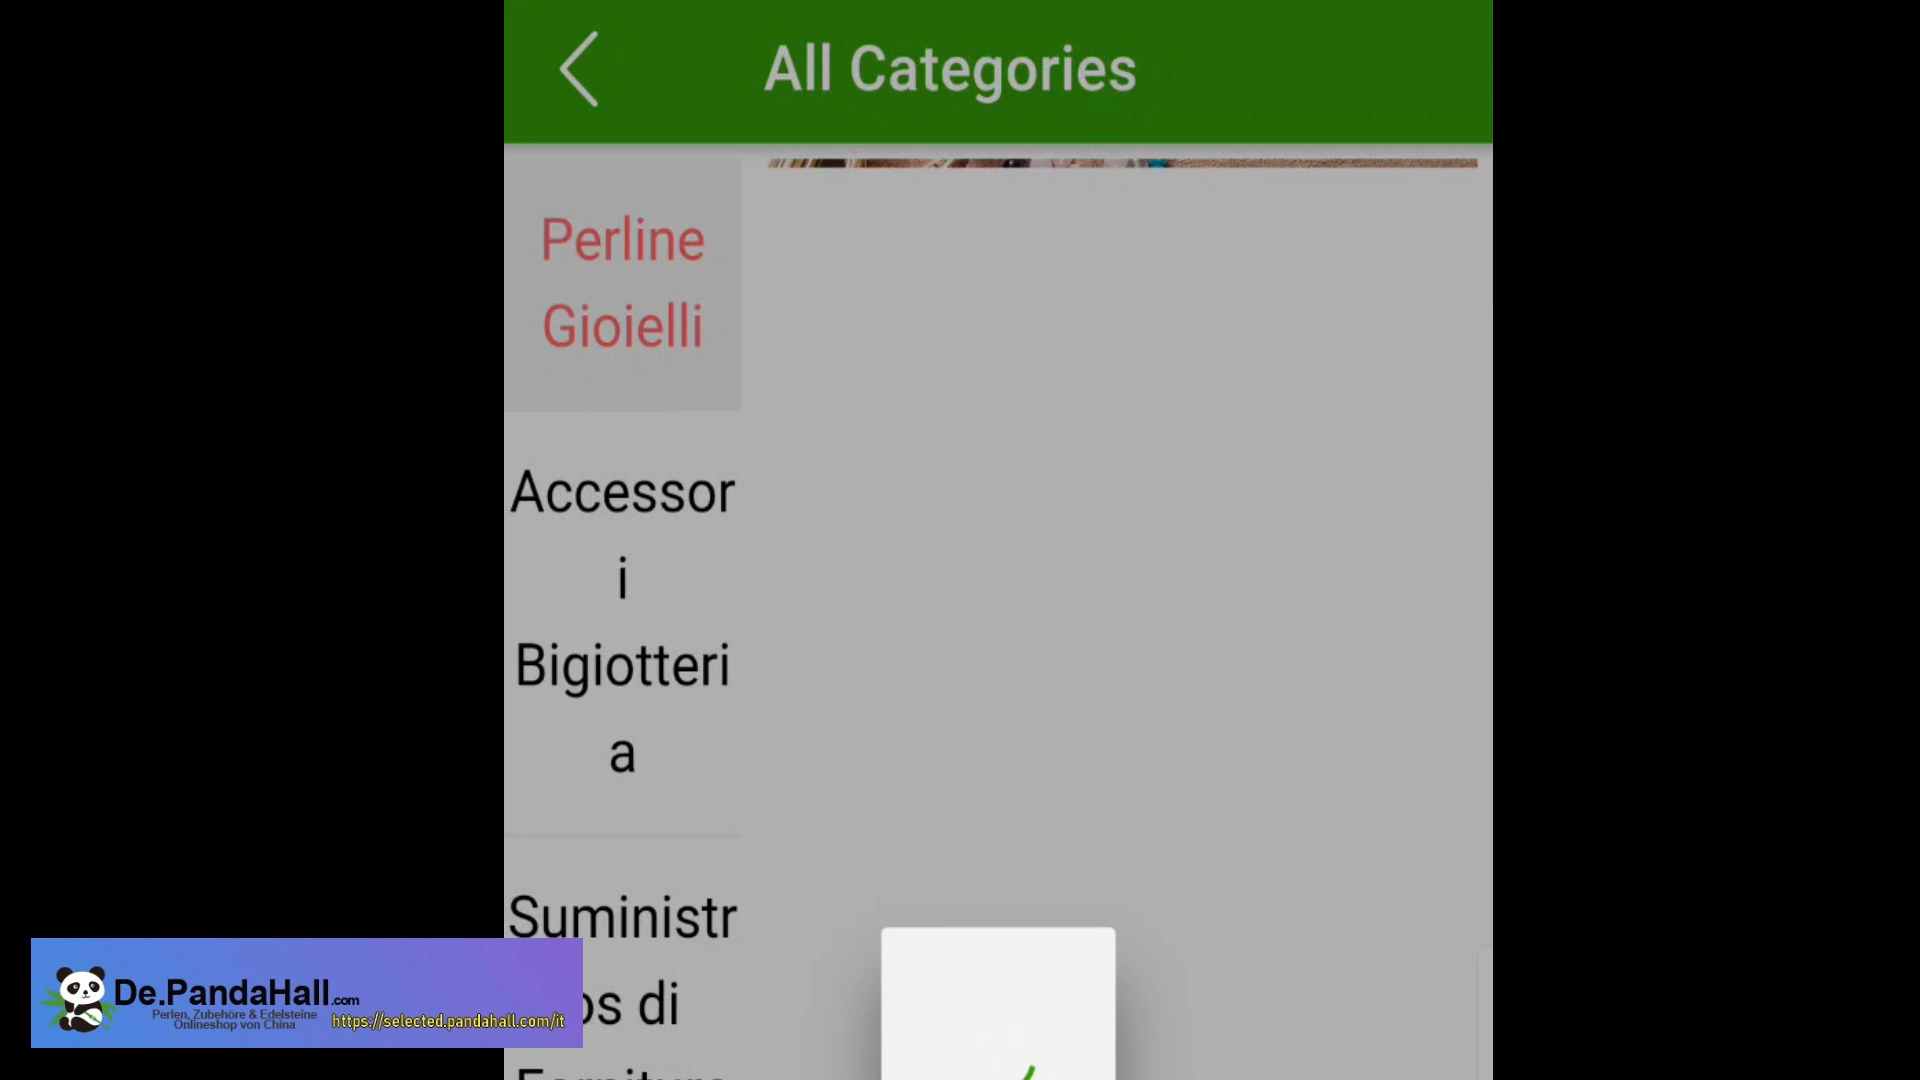 All Categories
Perline
Gioielli
Accessor
i
Bigiotteri
a
Suministr
os di
De.PandaHall.com
Perlen, Zubehöre & Edelsteine
Onlineshop von China
https://selected.pandahall.com/it